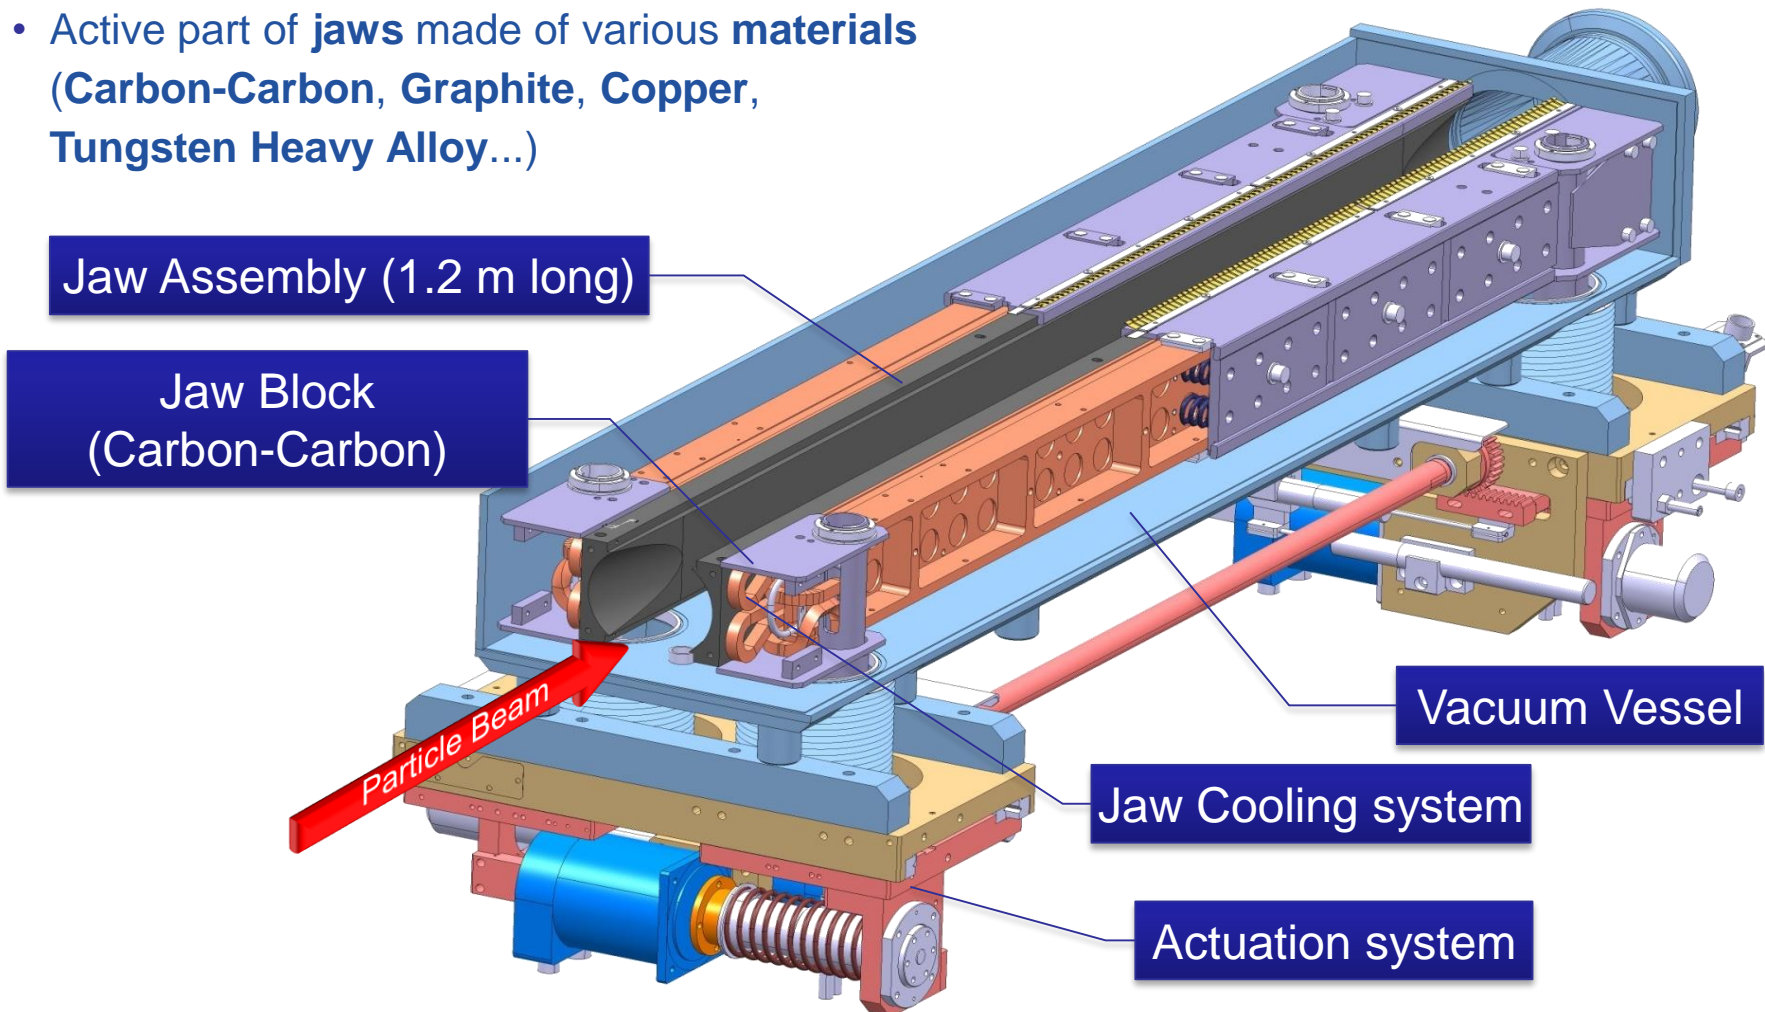 • Active part of jaws made of various materials
(Carbon-Carbon, Graphite, Copper,
Tungsten Heavy Alloy...)
Jaw Assembly (1.2 m long)
Jaw Block
(Carbon-Carbon)
Particle Beam
Vacuum Vessel
Jaw Cooling system
Actuation system